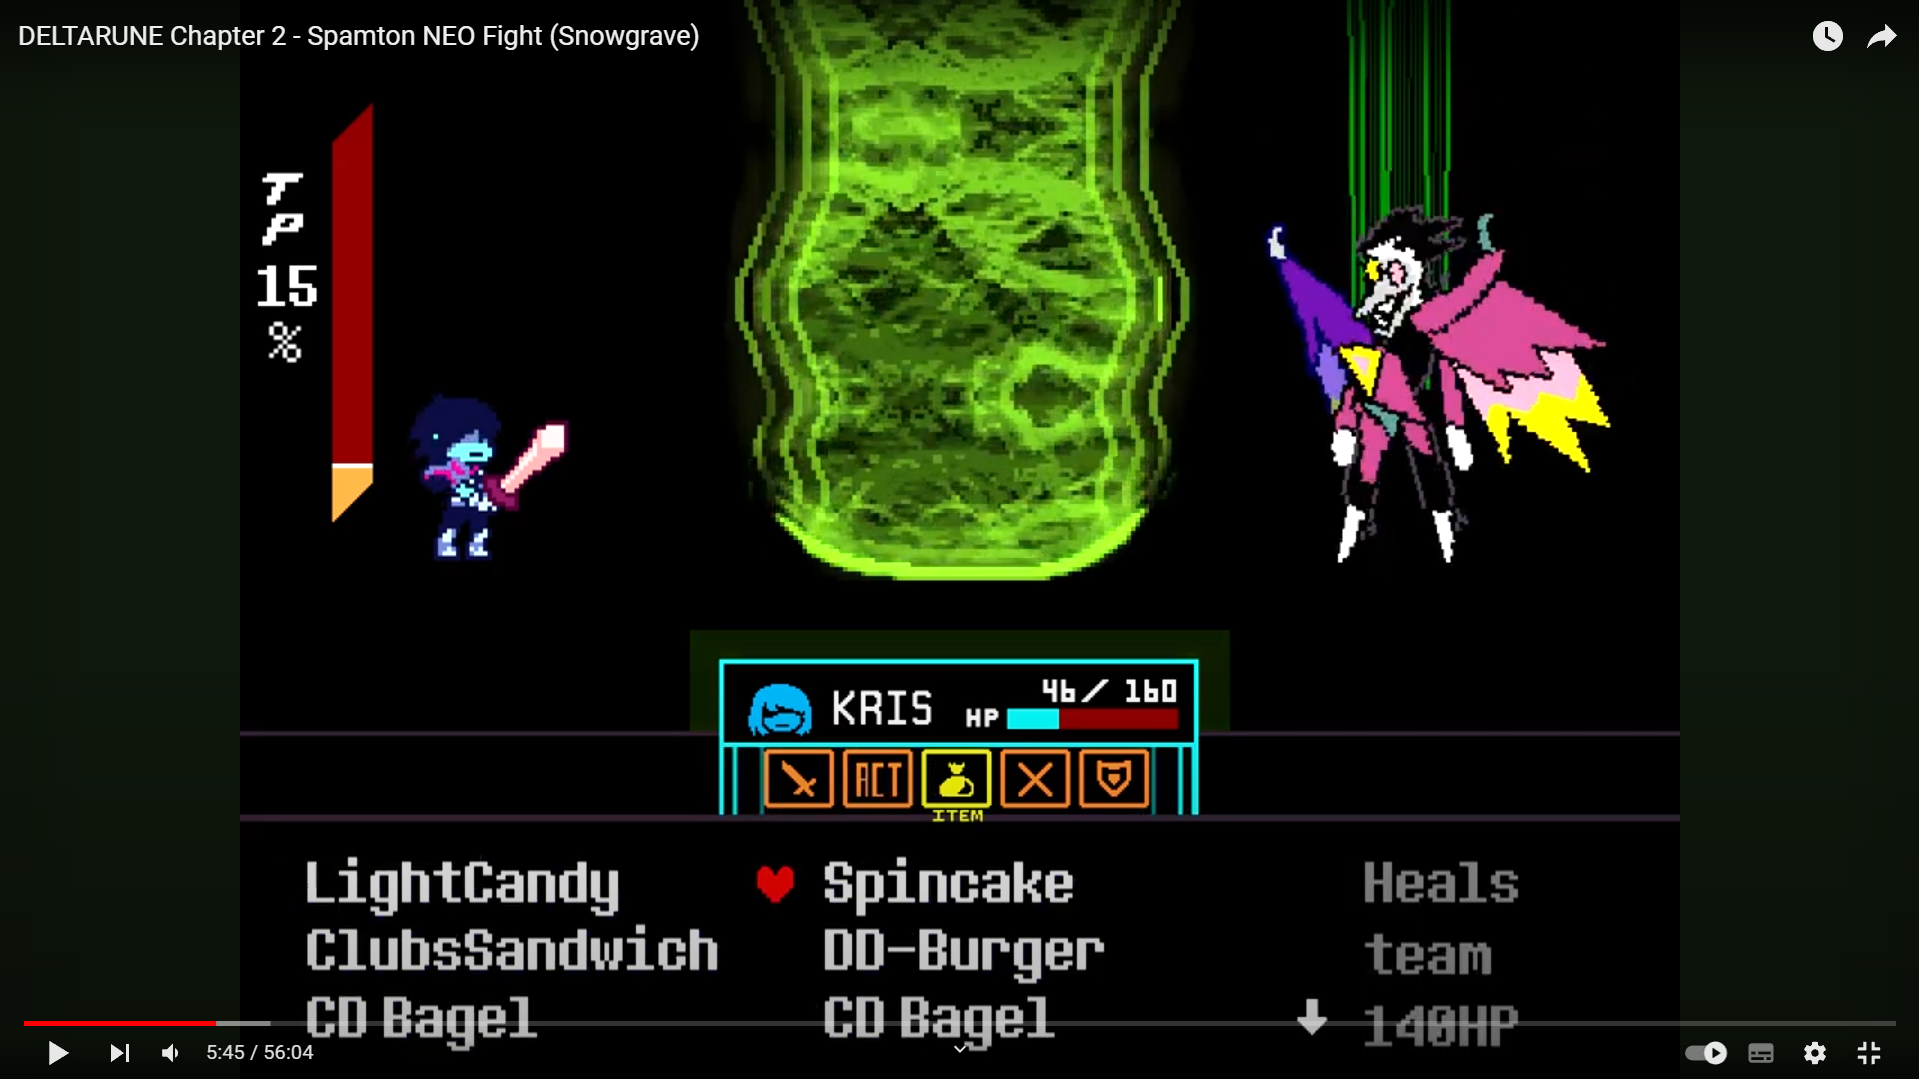 DELTARUNE Chapter 2 - Spamton NEO Fight (Snowgrave)
TP
15
%
KRIS HP 46/ 160
ACT
ITEM
LightCandy Spincake Heals
ClubsSandwich DD-Burger team
CD Bagel CD Bagel 140HP
5:45 / 56:04